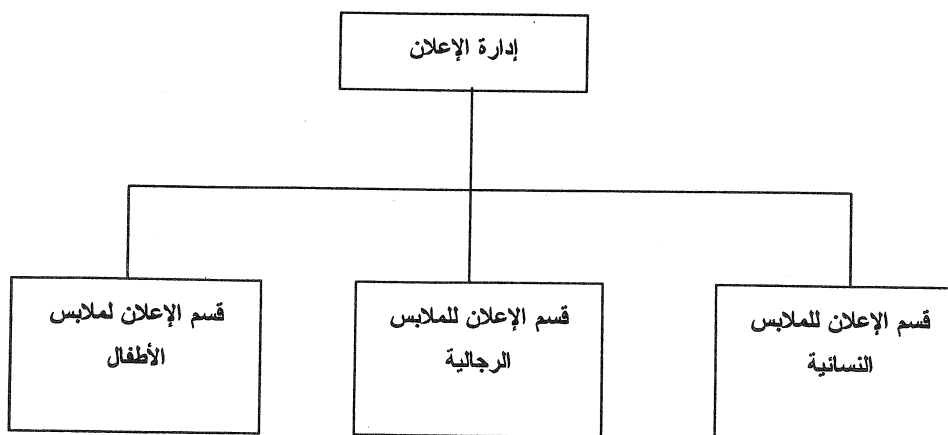 إدارة الإعلان
قسم الإعلان للملابس
النسائية
قسم الإعلان للملابس
الرجالية
قسم الإعلان لملابس
الأطفال